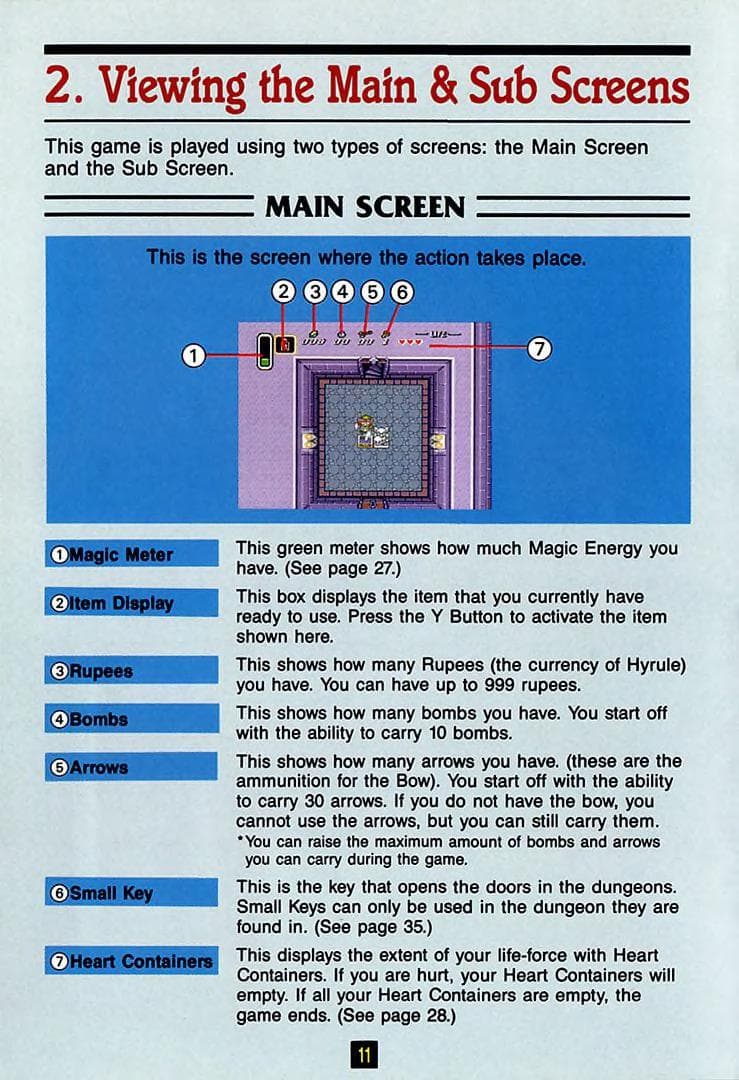 2. Viewing the Main & Sub Screens
This game is played using two types of screens: the Main Screen
and the Sub Screen.
MAIN SCREEN
This is the screen where the action takes place.
② ③ ④ ⑤ ⑥
LIFE
000 00 00 1
① ⑦
①Magic Meter
This green meter shows how much Magic Energy you
have. (See page 27.)
②Item Display
This box displays the item that you currently have
ready to use. Press the Y Button to activate the item
shown here.
③Rupees
This shows how many Rupees (the currency of Hyrule)
you have. You can have up to 999 rupees.
④Bombs
This shows how many bombs you have. You start off
with the ability to carry 10 bombs.
⑤Arrows
This shows how many arrows you have. (these are the
ammunition for the Bow). You start off with the ability
to carry 30 arrows. If you do not have the bow, you
cannot use the arrows, but you can still carry them.
*You can raise the maximum amount of bombs and arrows
you can carry during the game.
⑥Small Key
This is the key that opens the doors in the dungeons.
Small Keys can only be used in the dungeon they are
found in. (See page 35.)
⑦Heart Containers
This displays the extent of your life-force with Heart
Containers. If you are hurt, your Heart Containers will
empty. If all your Heart Containers are empty, the
game ends. (See page 28.)
11